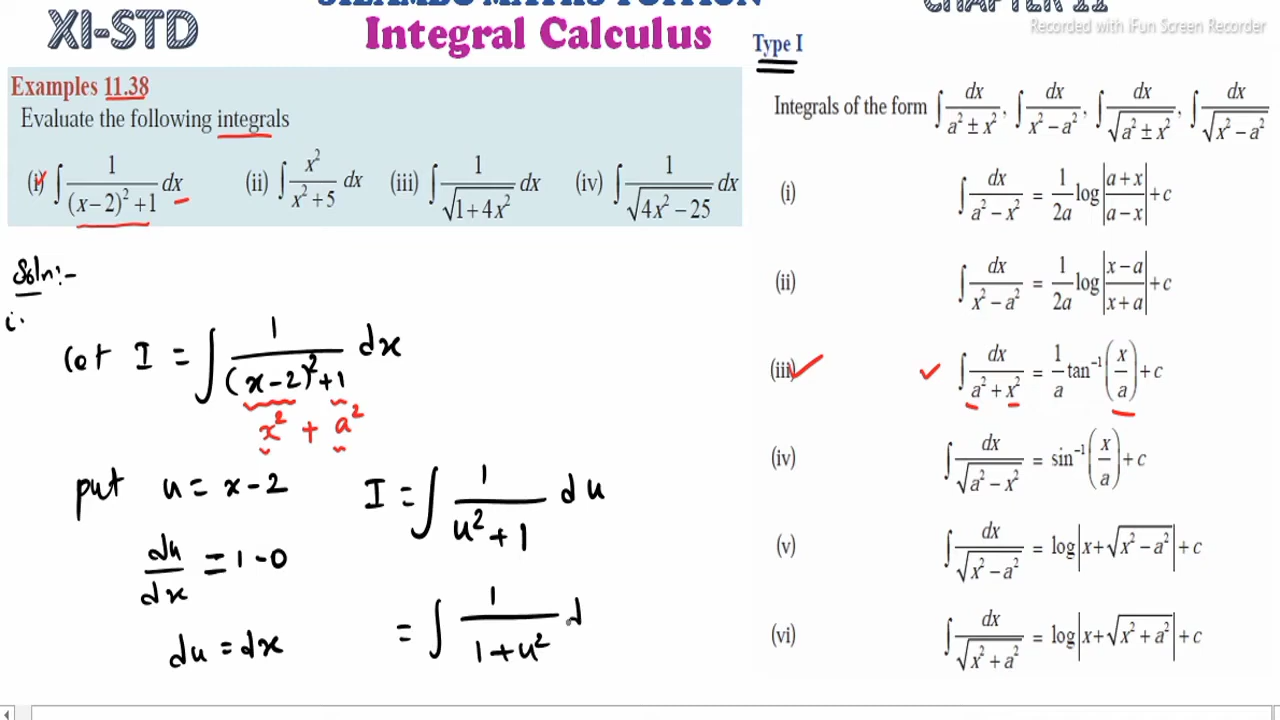 XI-STD
SILAMBU MATHS TUITION
CHAPTER 11
Integral Calculus
Recorded with iFun Screen Recorder
Examples 11.38
Evaluate the following integrals
(i) ∫ 1/((x−2)² + 1) dx (ii) ∫ x²/(x² + 5) dx (iii) ∫ 1/√(1 + 4x²) dx (iv) ∫ 1/√(4x² − 25) dx
Soln:-
i.
Let I = ∫ 1/((x−2)² + 1) dx
x² + a²
put u = x − 2
du/dx = 1 − 0
du = dx
I = ∫ 1/(u² + 1) du
= ∫ 1/(1 + u²) d
Type I
Integrals of the form ∫ dx/(a² ± x²), ∫ dx/(x² − a²), ∫ dx/√(a² ± x²), ∫ dx/√(x² − a²)
(i) ∫ dx/(a² − x²) = 1/2a log |(a + x)/(a − x)| + c
(ii) ∫ dx/(x² − a²) = 1/2a log |(x − a)/(x + a)| + c
(iii) ∫ dx/(a² + x²) = 1/a tan⁻¹ (x/a) + c
(iv) ∫ dx/√(a² − x²) = sin⁻¹ (x/a) + c
(v) ∫ dx/√(x² − a²) = log |x + √(x² − a²)| + c
(vi) ∫ dx/√(x² + a²) = log |x + √(x² + a²)| + c